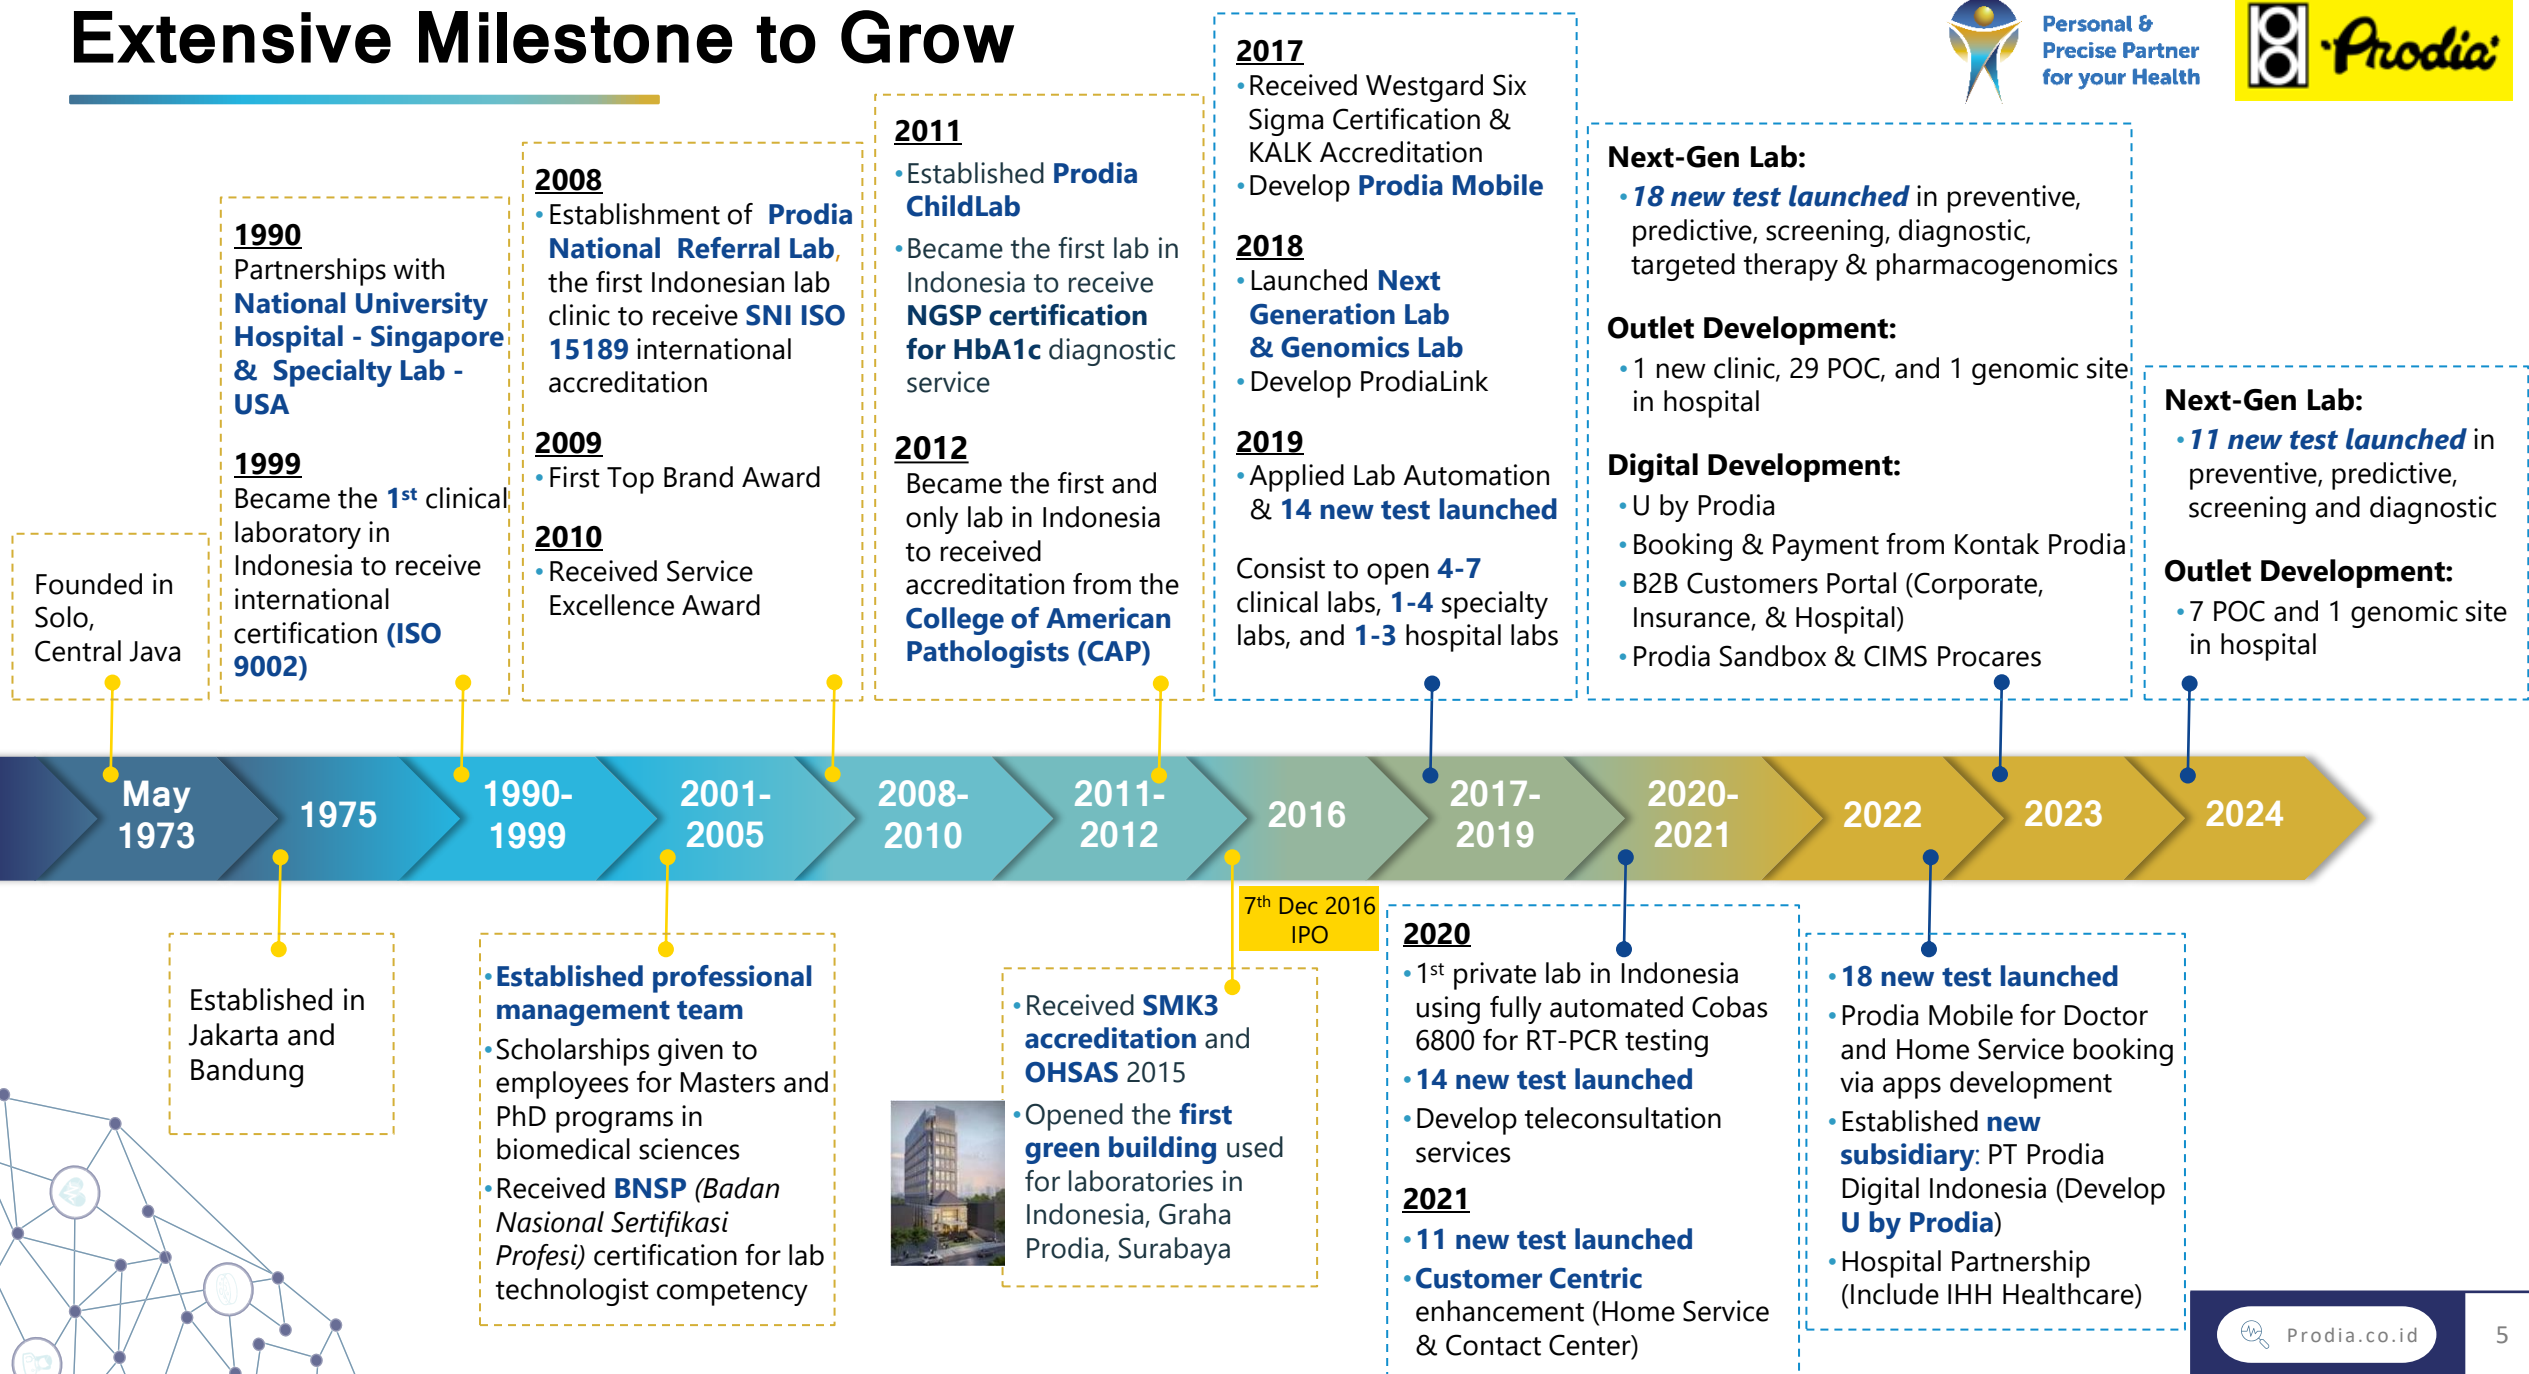 Extensive Milestone to Grow
Personal &
Precise Partner
for your Health
Prodia
Founded in
Solo,
Central Java
1990
Partnerships with
National University
Hospital - Singapore
& Specialty Lab -
USA
1999
Became the 1st clinical
laboratory in
Indonesia to receive
international
certification (ISO
9002)
2008
•Establishment of Prodia
National Referral Lab,
the first Indonesian lab
clinic to receive SNI ISO
15189 international
accreditation
2009
•First Top Brand Award
2010
•Received Service
Excellence Award
2011
•Established Prodia
ChildLab
•Became the first lab in
Indonesia to receive
NGSP certification
for HbA1c diagnostic
service
2012
Became the first and
only lab in Indonesia
to received
accreditation from the
College of American
Pathologists (CAP)
2017
•Received Westgard Six
Sigma Certification &
KALK Accreditation
•Develop Prodia Mobile
2018
•Launched Next
Generation Lab
& Genomics Lab
•Develop ProdiaLink
2019
•Applied Lab Automation
& 14 new test launched
Consist to open 4-7
clinical labs, 1-4 specialty
labs, and 1-3 hospital labs
Next-Gen Lab:
•18 new test launched in preventive,
predictive, screening, diagnostic,
targeted therapy & pharmacogenomics
Outlet Development:
•1 new clinic, 29 POC, and 1 genomic site
in hospital
Digital Development:
•U by Prodia
•Booking & Payment from Kontak Prodia
•B2B Customers Portal (Corporate,
Insurance, & Hospital)
•Prodia Sandbox & CIMS Procares
Next-Gen Lab:
•11 new test launched in
preventive, predictive,
screening and diagnostic
Outlet Development:
•7 POC and 1 genomic site
in hospital
May
1973
1975
1990-
1999
2001-
2005
2008-
2010
2011-
2012
2016
2017-
2019
2020-
2021
2022
2023
2024
Established in
Jakarta and
Bandung
•Established professional
management team
•Scholarships given to
employees for Masters and
PhD programs in
biomedical sciences
•Received BNSP (Badan
Nasional Sertifikasi
Profesi) certification for lab
technologist competency
7th Dec 2016
IPO
•Received SMK3
accreditation and
OHSAS 2015
•Opened the first
green building used
for laboratories in
Indonesia, Graha
Prodia, Surabaya
2020
•1st private lab in Indonesia
using fully automated Cobas
6800 for RT-PCR testing
•14 new test launched
•Develop teleconsultation
services
2021
•11 new test launched
•Customer Centric
enhancement (Home Service
& Contact Center)
•18 new test launched
•Prodia Mobile for Doctor
and Home Service booking
via apps development
•Established new
subsidiary: PT Prodia
Digital Indonesia (Develop
U by Prodia)
•Hospital Partnership
(Include IHH Healthcare)
Prodia.co.id
5